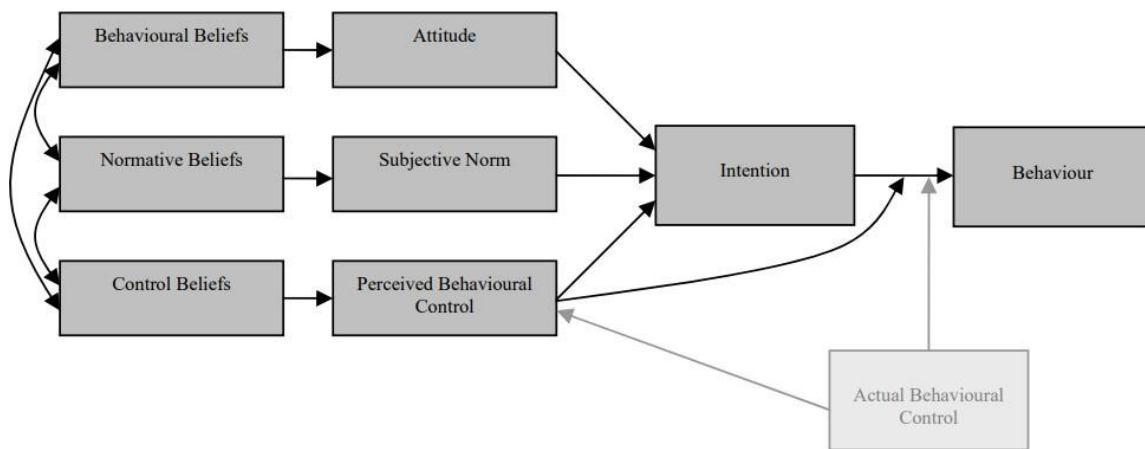 Behavioural Beliefs
Attitude
Normative Beliefs
Subjective Norm
Intention
Behaviour
Control Beliefs
Perceived Behavioural
Control
Actual Behavioural
Control